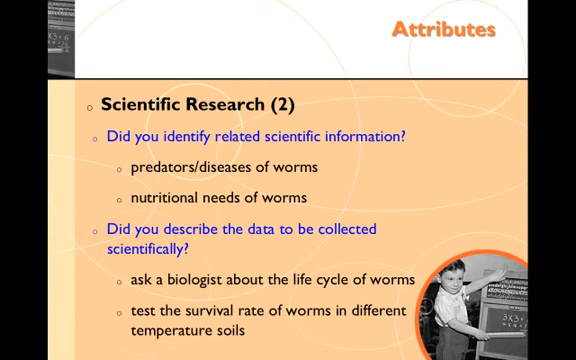 Attributes
Scientific Research (2)
Did you identify related scientific information?
predators/diseases of worms
nutritional needs of worms
Did you describe the data to be collected
scientifically?
ask a biologist about the life cycle of worms
test the survival rate of worms in different
temperature soils